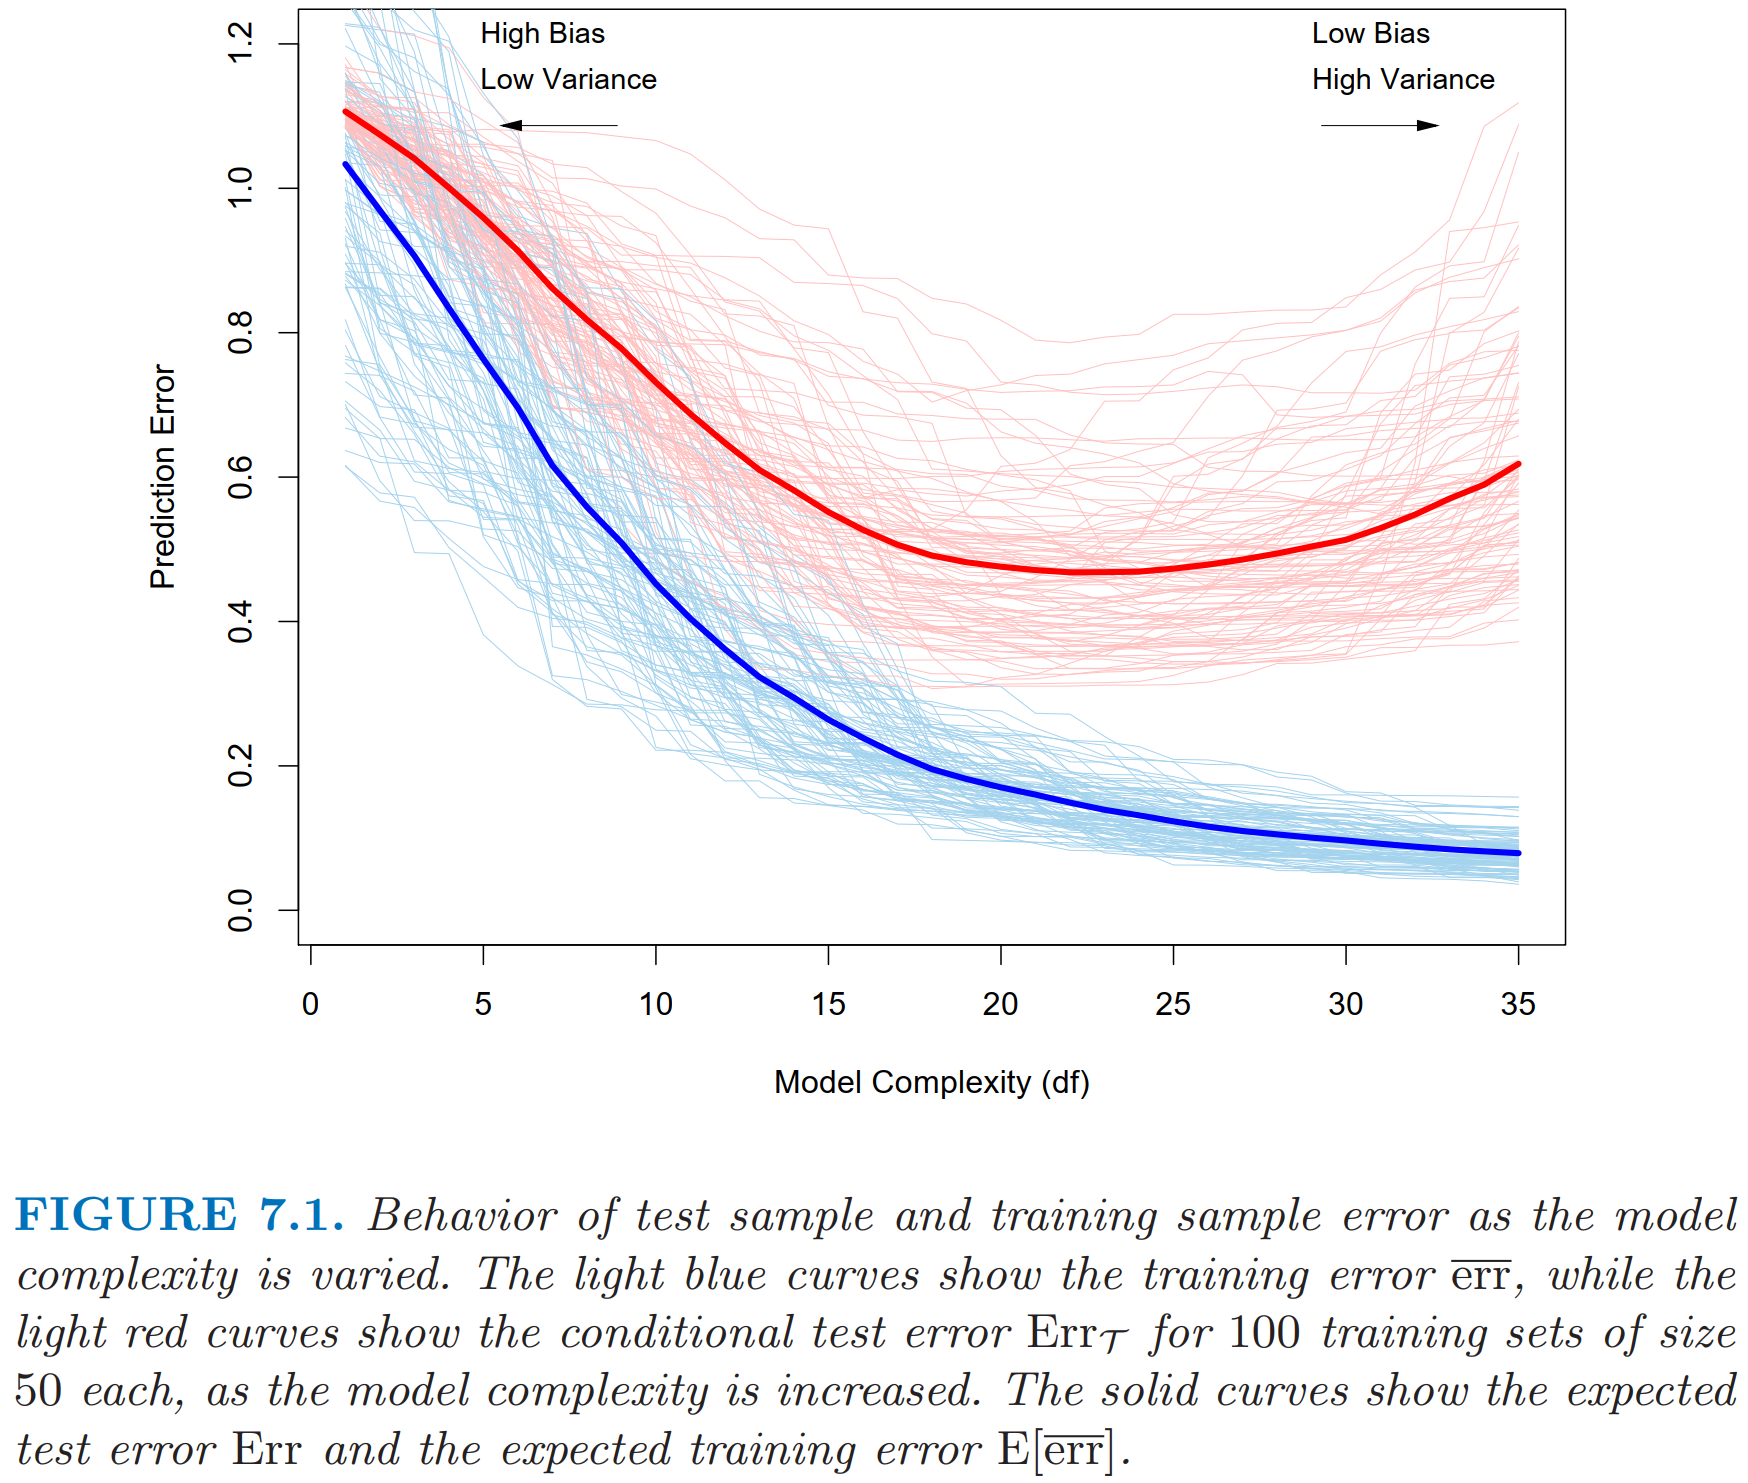 High Bias
Low Variance
Low Bias
High Variance
Prediction Error
1.2
1.0
0.8
0.6
0.4
0.2
0.0
0 5 10 15 20 25 30 35
Model Complexity (df)
FIGURE 7.1. Behavior of test sample and training sample error as the model
complexity is varied. The light blue curves show the training error e̅r̅r̅, while the
light red curves show the conditional test error Err𝒯 for 100 training sets of size
50 each, as the model complexity is increased. The solid curves show the expected
test error Err and the expected training error E[e̅r̅r̅].